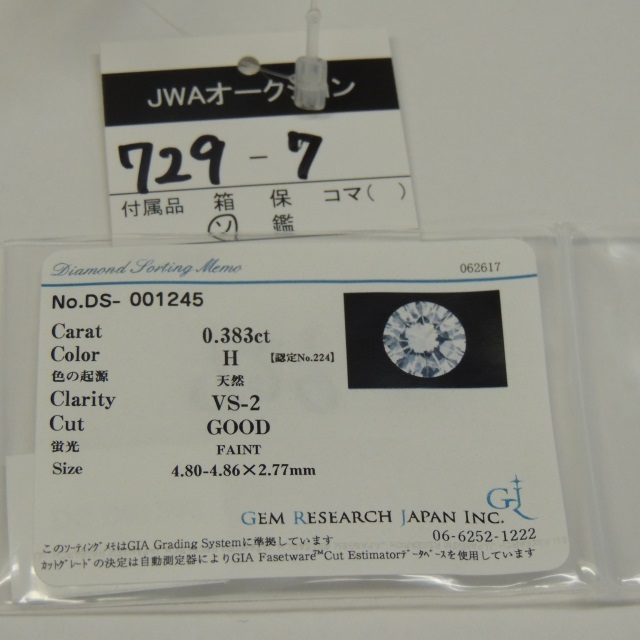 JWAオークション
729-7
付属品 箱 保 コマ( )
ソ 鑑
Diamond Sorting Memo 062617
No.DS- 001245
Carat 0.383ct
Color H 【認定No.224】
色の起源 天然
Clarity VS-2
Cut GOOD
蛍光 FAINT
Size 4.80-4.86×2.77mm
GEM RESEARCH JAPAN INC.
06-6252-1222
このソーティングメモはGIA Grading Systemに準拠しています
カットグレードの決定は自動測定器によりGIA Fasetware™Cut Estimatorデータベースを使用しています